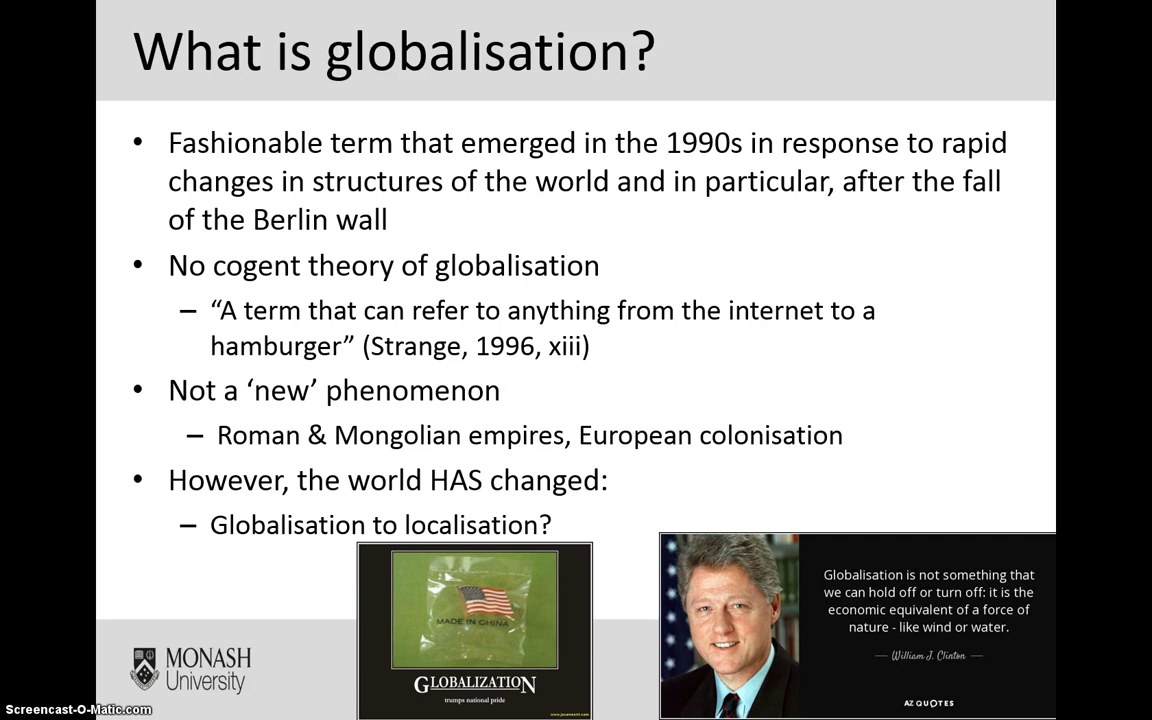 What is globalisation?
• Fashionable term that emerged in the 1990s in response to rapid
changes in structures of the world and in particular, after the fall
of the Berlin wall
• No cogent theory of globalisation
– “A term that can refer to anything from the internet to a
hamburger” (Strange, 1996, xiii)
• Not a ‘new’ phenomenon
– Roman & Mongolian empires, European colonisation
• However, the world HAS changed:
– Globalisation to localisation?
MADE IN CHINA
GLOBALIZATION
trumps national pride
Globalisation is not something that
we can hold off or turn off: it is the
economic equivalent of a force of
nature - like wind or water.
— William J. Clinton —
AZ QUOTES
MONASH
University
Screencast-O-Matic.com